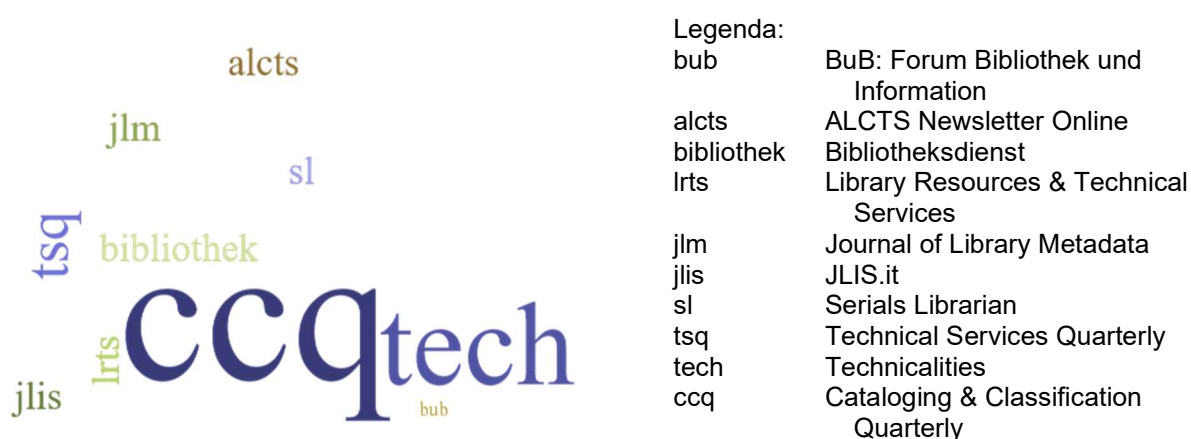 alcts
jlm
sl
tsq
bibliothek
ccq
tech
lrts
jlis
bub
Legenda:
bub BuB: Forum Bibliothek und
Information
alcts ALCTS Newsletter Online
bibliothek Bibliotheksdienst
lrts Library Resources & Technical
Services
jlm Journal of Library Metadata
jlis JLIS.it
sl Serials Librarian
tsq Technical Services Quarterly
tech Technicalities
ccq Cataloging & Classification
Quarterly